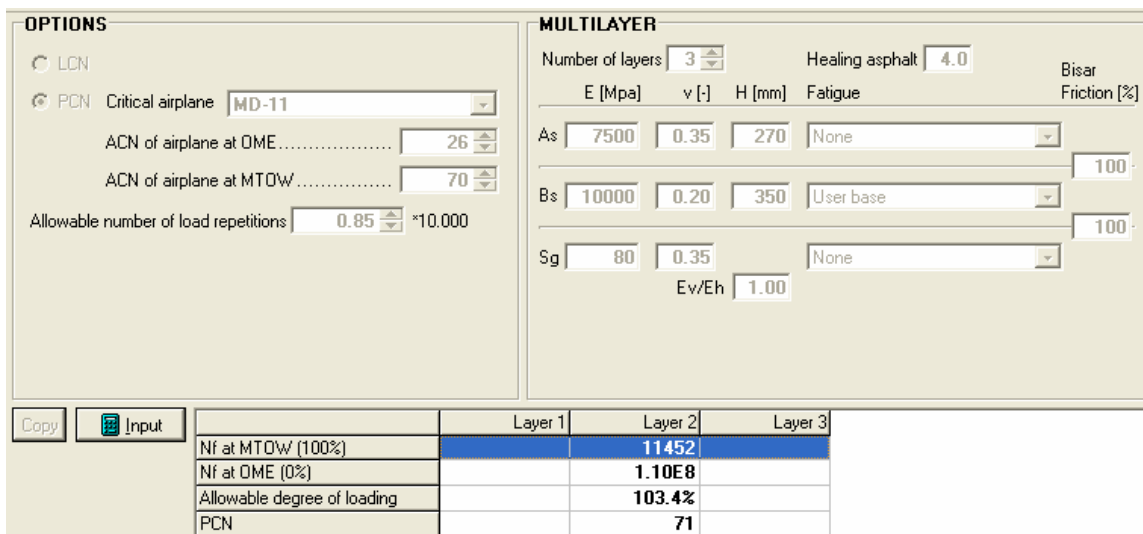 OPTIONS
LCN
PCN Critical airplane MD-11
ACN of airplane at OME................... 26
ACN of airplane at MTOW................ 70
Allowable number of load repetitions 0.85 *10.000
MULTILAYER
Number of layers 3 Healing asphalt 4.0
Bisar
E [Mpa] v [-] H [mm] Fatigue Friction [%]
As 7500 0.35 270 None
100
Bs 10000 0.20 350 User base
100
Sg 80 0.35 None
Ev/Eh 1.00
Copy Input
Layer 1 Layer 2 Layer 3
Nf at MTOW (100%) 11452
Nf at OME (0%) 1.10E8
Allowable degree of loading 103.4%
PCN 71